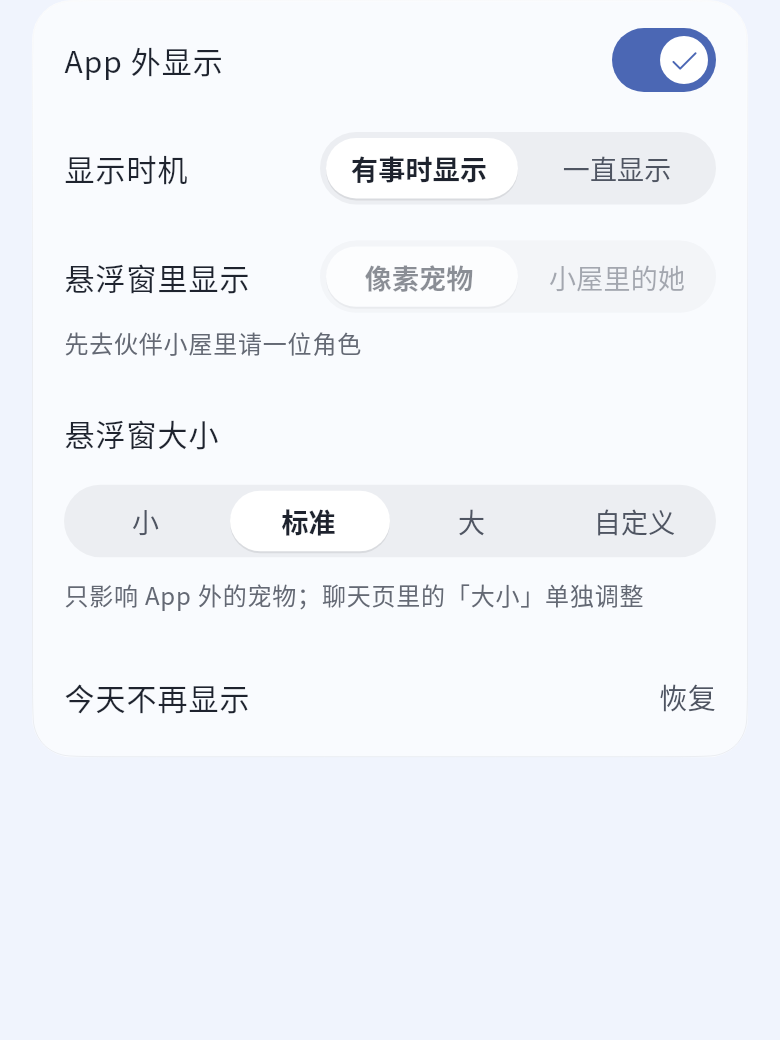 App 外显示
显示时机
有事时显示
一直显示
悬浮窗里显示
像素宠物
小屋里的她
先去伙伴小屋里请一位角色
悬浮窗大小
小
标准
大
自定义
只影响 App 外的宠物；聊天页里的「大小」单独调整
今天不再显示
恢复